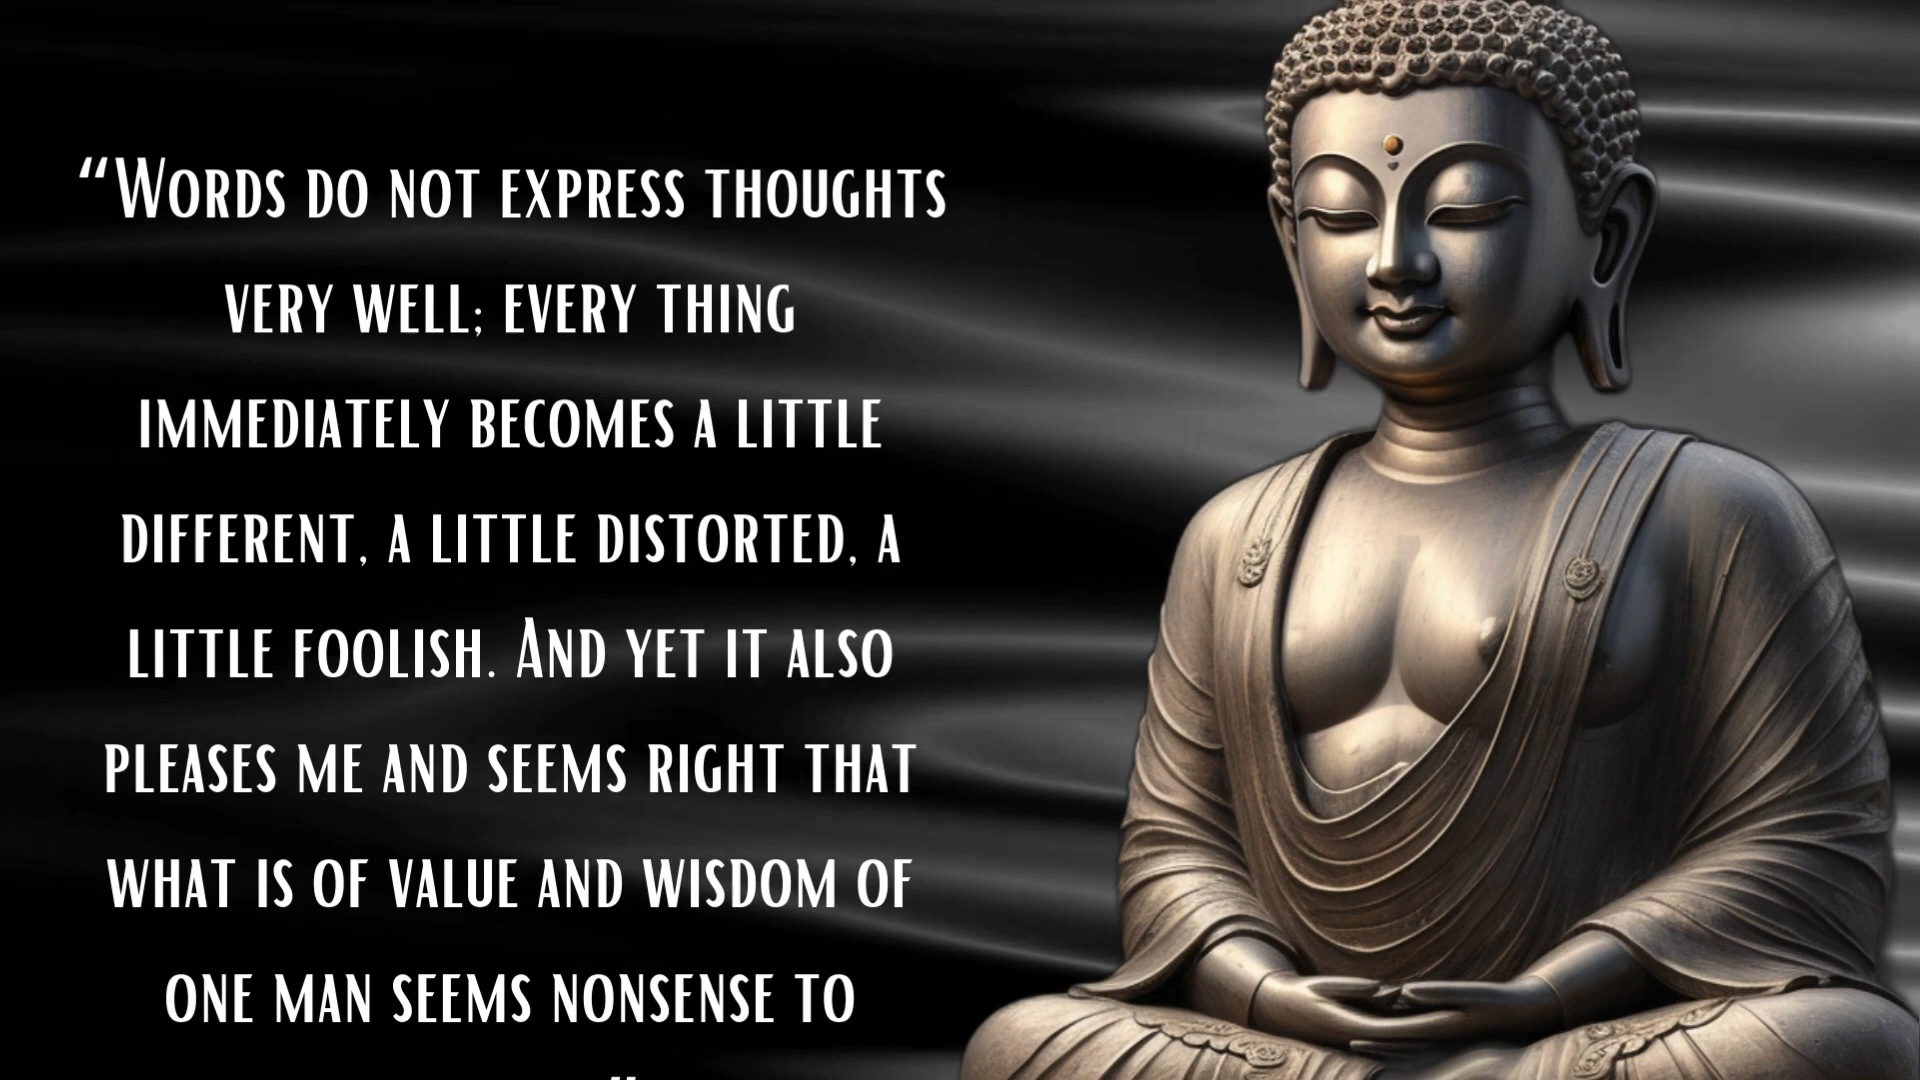 “Words do not express thoughts
very well; every thing
immediately becomes a little
different, a little distorted, a
little foolish. And yet it also
pleases me and seems right that
what is of value and wisdom of
one man seems nonsense to